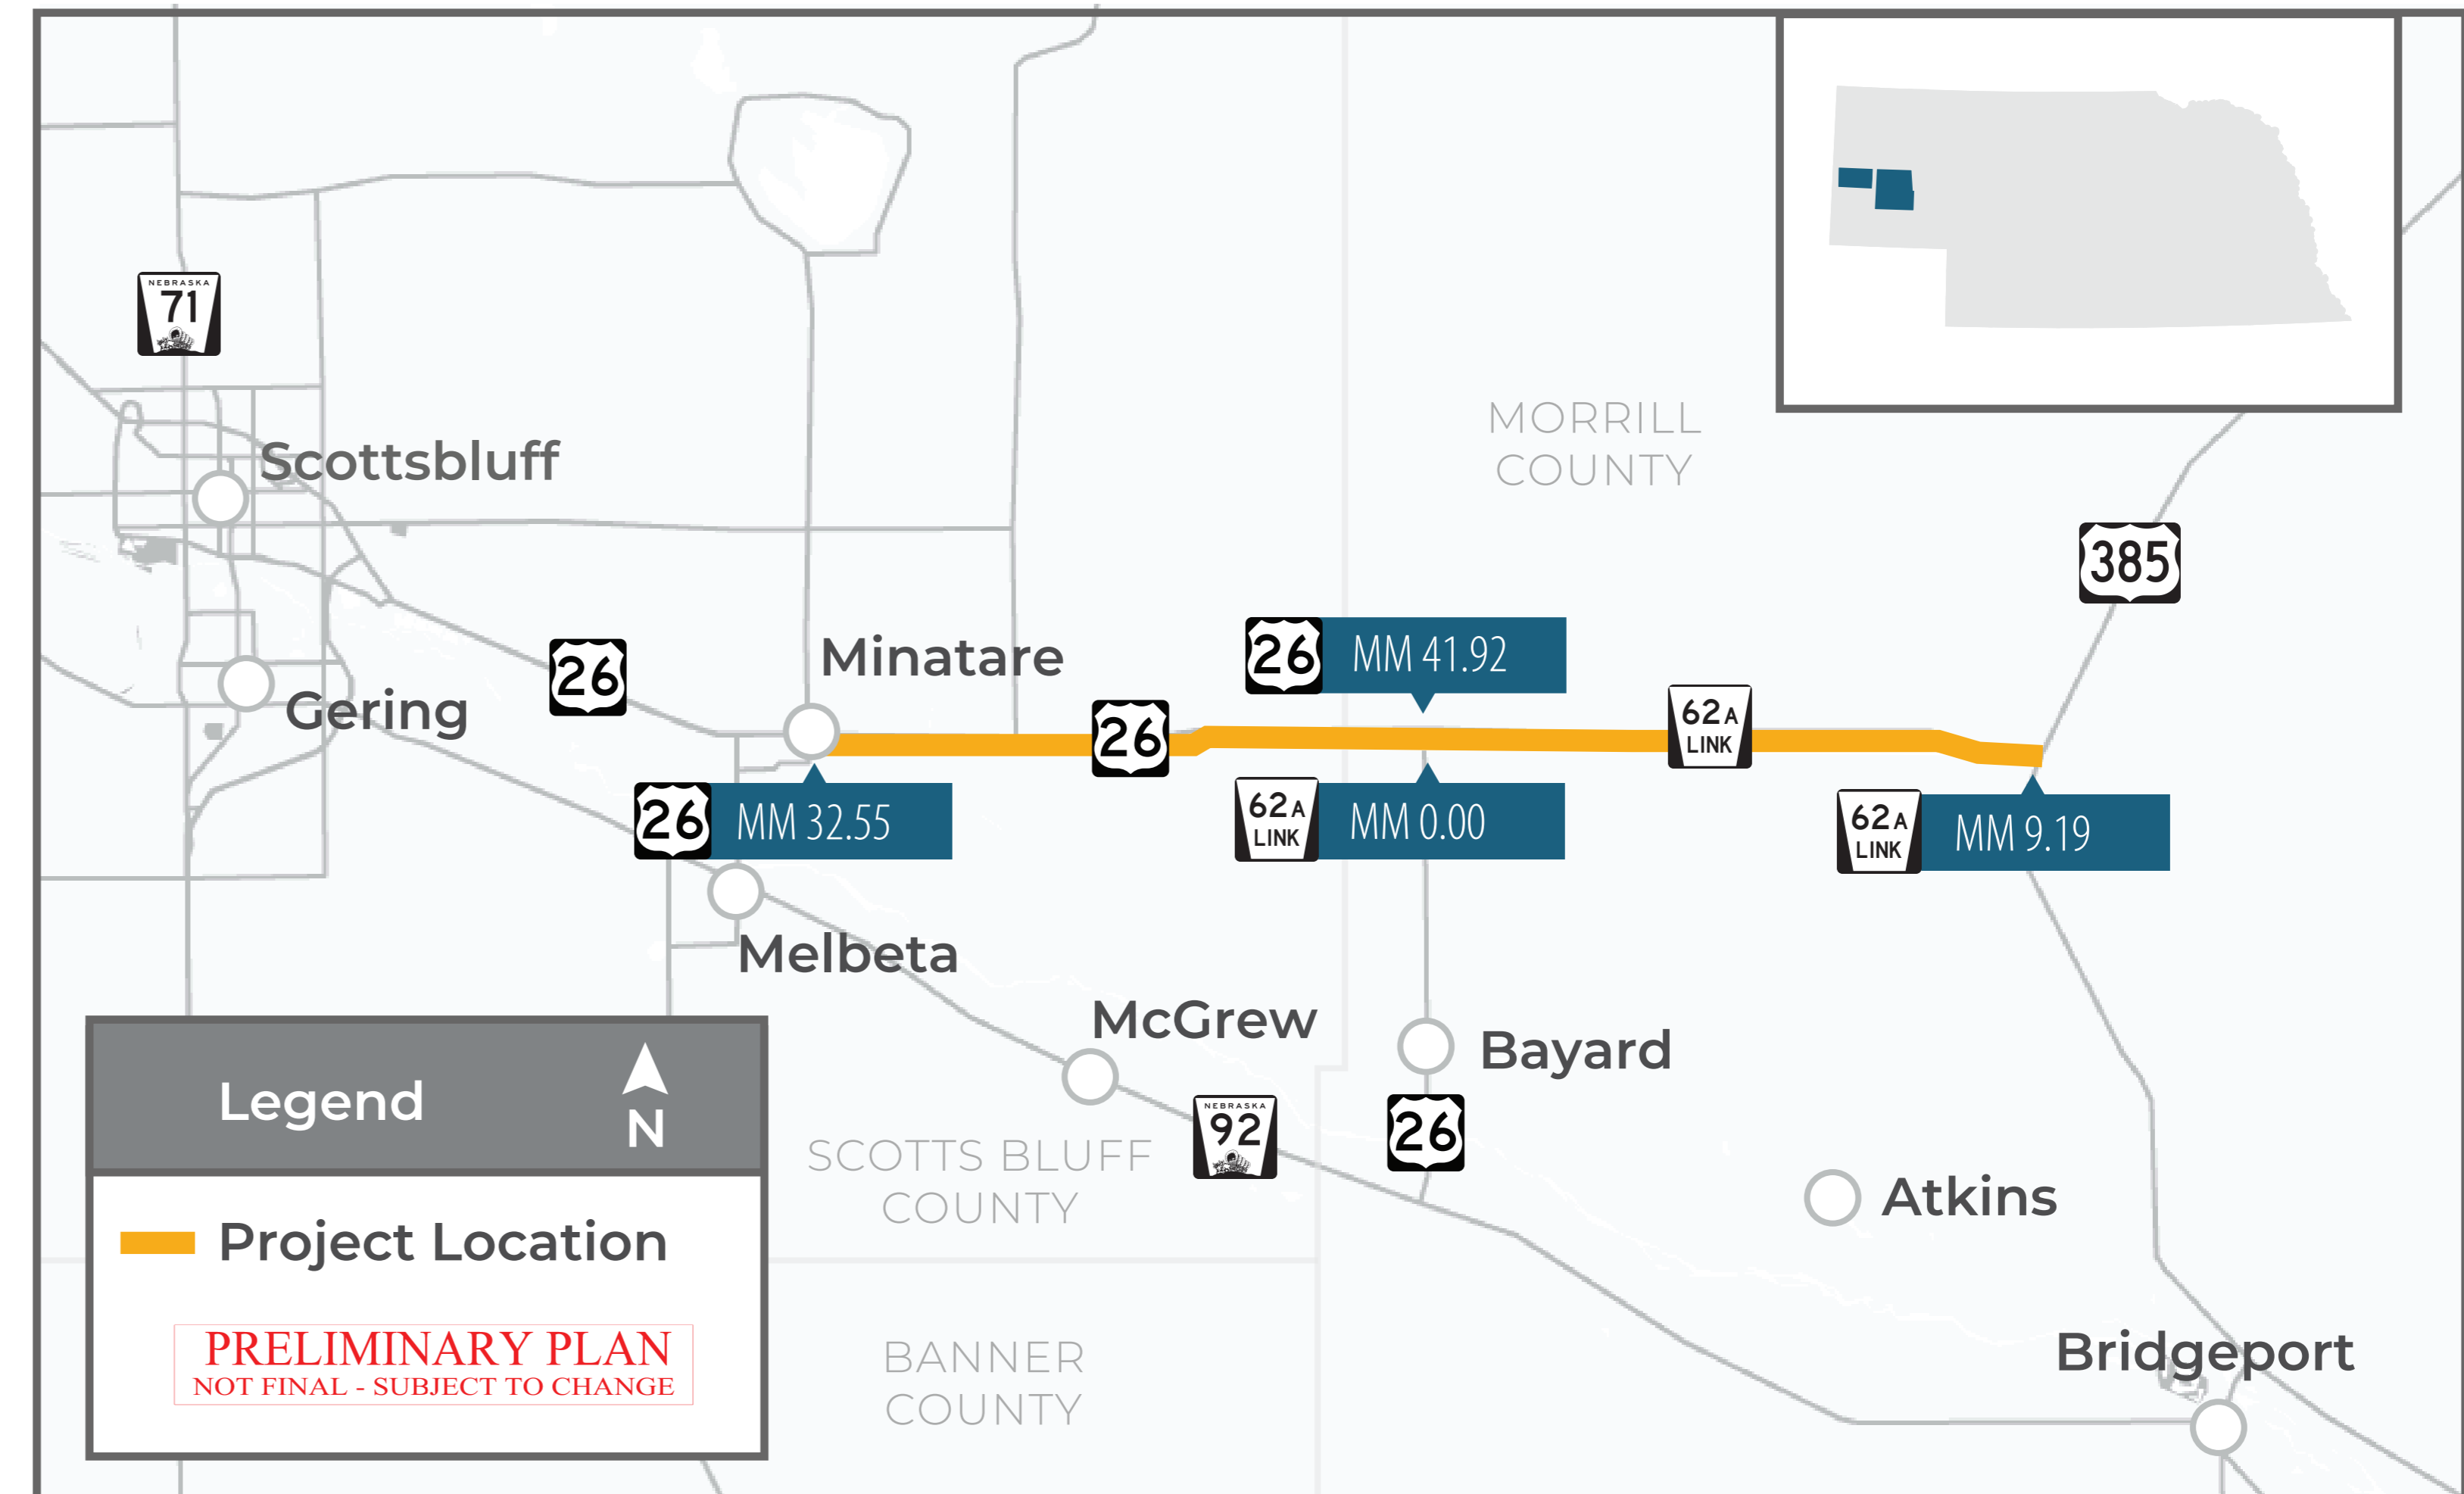 NEBRASKA
71
MORRILL
COUNTY
Scottsbluff
385
26
MM 41.92
Minatare
26
62A
LINK
Gering
26
26
MM 32.55
62A
LINK
MM 0.00
62A
LINK
MM 9.19
Melbeta
McGrew
Bayard
NEBRASKA
92
26
SCOTTS BLUFF
COUNTY
Atkins
Legend
N
Project Location
PRELIMINARY PLAN
NOT FINAL - SUBJECT TO CHANGE
BANNER
COUNTY
Bridgeport